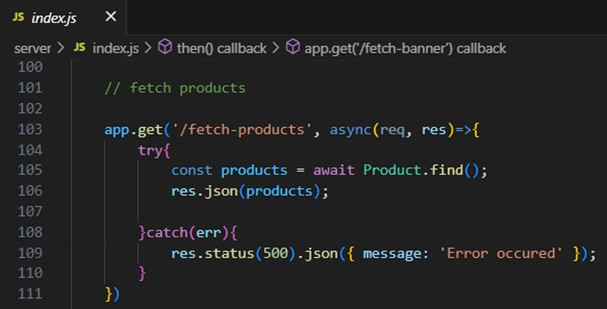 JS index.js ×
server > JS index.js > then() callback > app.get('/fetch-banner') callback
100
101 // fetch products
102
103 app.get('/fetch-products', async(req, res)=>{
104 try{
105 const products = await Product.find();
106 res.json(products);
107
108 }catch(err){
109 res.status(500).json({ message: 'Error occured' });
110 }
111 })